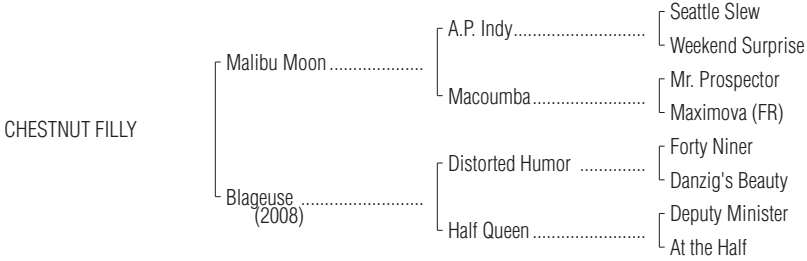 Seattle Slew
A.P. Indy............................
Weekend Surprise
Malibu Moon ....................
Mr. Prospector
Macoumba........................
Maximova (FR)
CHESTNUT FILLY
Forty Niner
Distorted Humor ..............
Danzig's Beauty
Blageuse ..........................
(2008)
Deputy Minister
Half Queen........................
At the Half